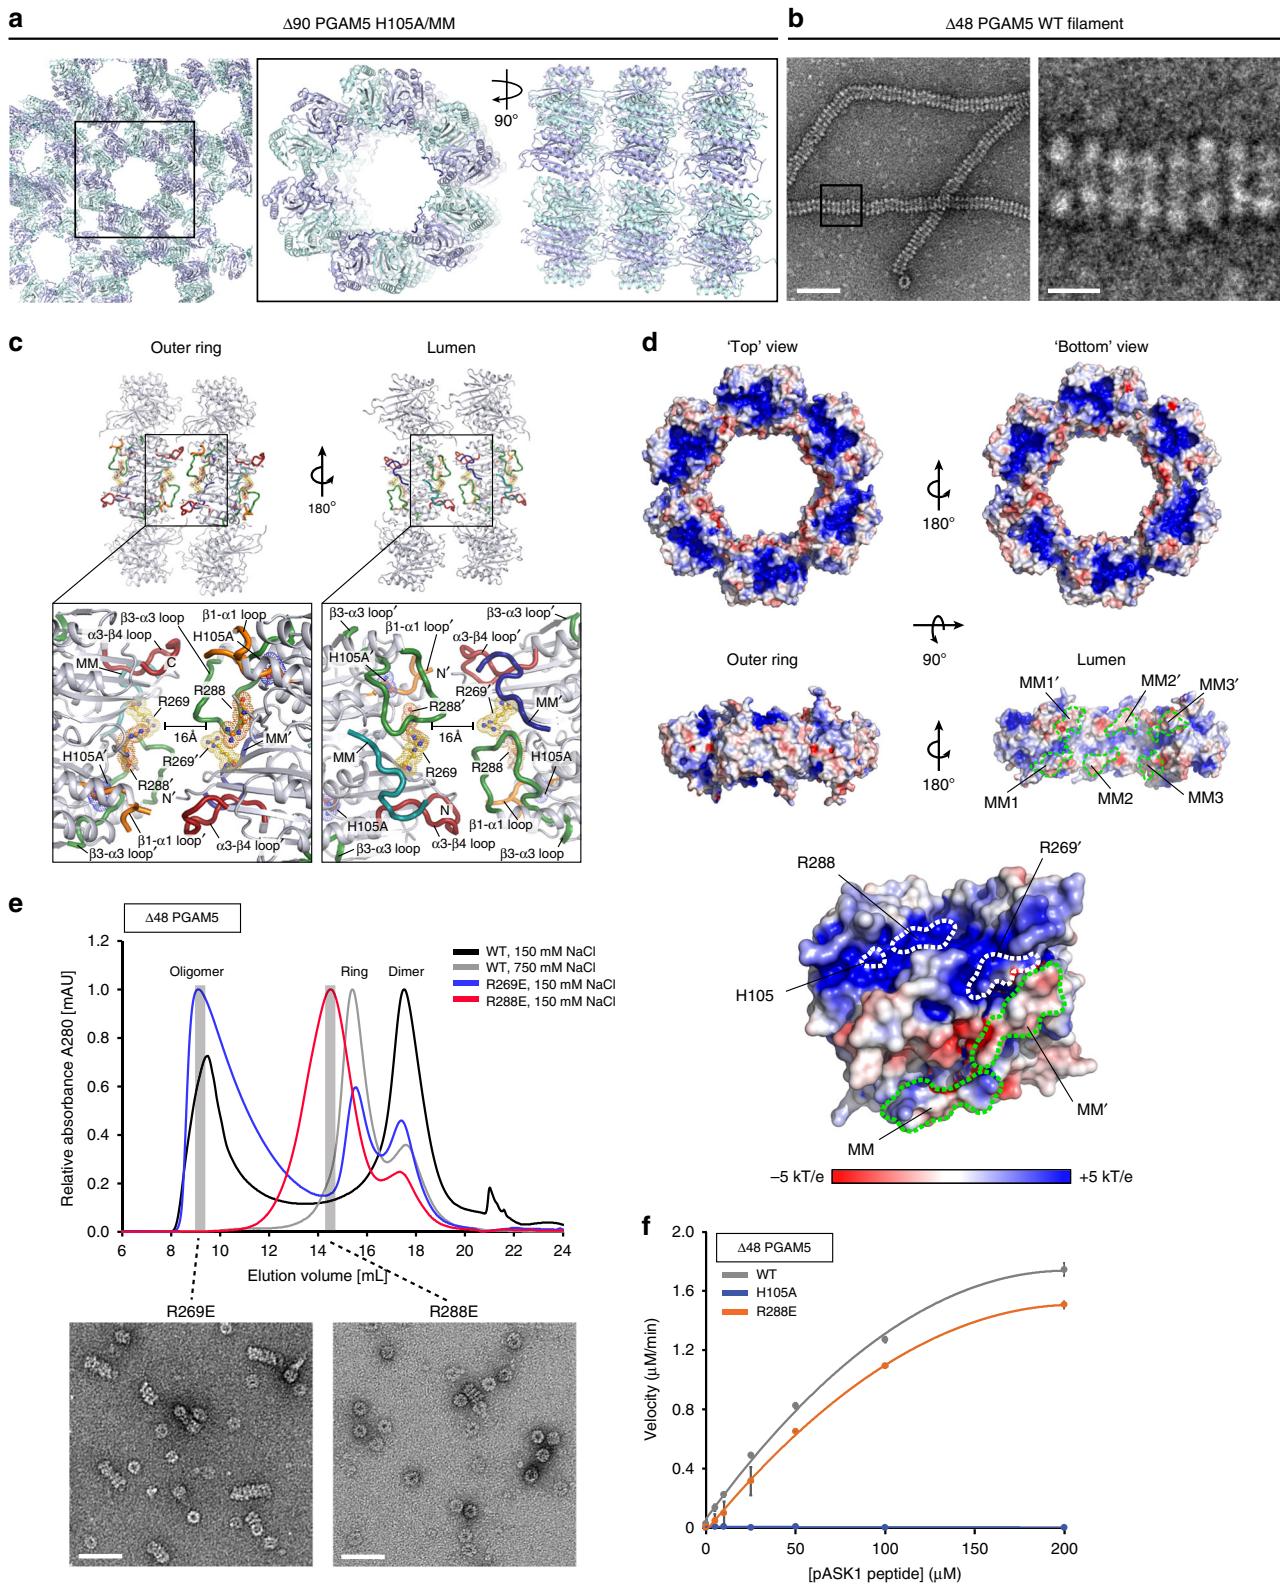 a
Δ90 PGAM5 H105A/MM
90°
b
Δ48 PGAM5 WT filament
c
Outer ring
Lumen
180°
β3-α3 loop
β1-α1 loop
α3-β4 loop
H105A
MM
C
R269
R288
16Å
MM′
H105A′
R269′
R288′
N′
β1-α1 loop′
β3-α3 loop′
α3-β4 loop′
β3-α3 loop′
β3-α3 loop′
β1-α1 loop′
α3-β4 loop′
H105A′
N′
R269′
R288′
MM′
16Å
MM
R269
R288
H105A
H105A
N
β1-α1 loop
α3-β4 loop
β3-α3 loop
β3-α3 loop
d
‘Top’ view
‘Bottom’ view
180°
90°
Outer ring
Lumen
180°
MM1′
MM2′
MM3′
MM1
MM2
MM3
R288
R269′
H105
MM′
MM
−5 kT/e
+5 kT/e
e
Δ48 PGAM5
Relative absorbance A280 [mAU]
1.2
1.0
0.8
0.6
0.4
0.2
0.0
Oligomer
Ring
Dimer
WT, 150 mM NaCl
WT, 750 mM NaCl
R269E, 150 mM NaCl
R288E, 150 mM NaCl
6 8 10 12 14 16 18 20 22 24
Elution volume [mL]
R269E
R288E
f
Δ48 PGAM5
WT
H105A
R288E
Velocity (μM/min)
2.0
1.6
1.2
0.8
0.4
0
0 50 100 150 200
[pASK1 peptide] (μM)